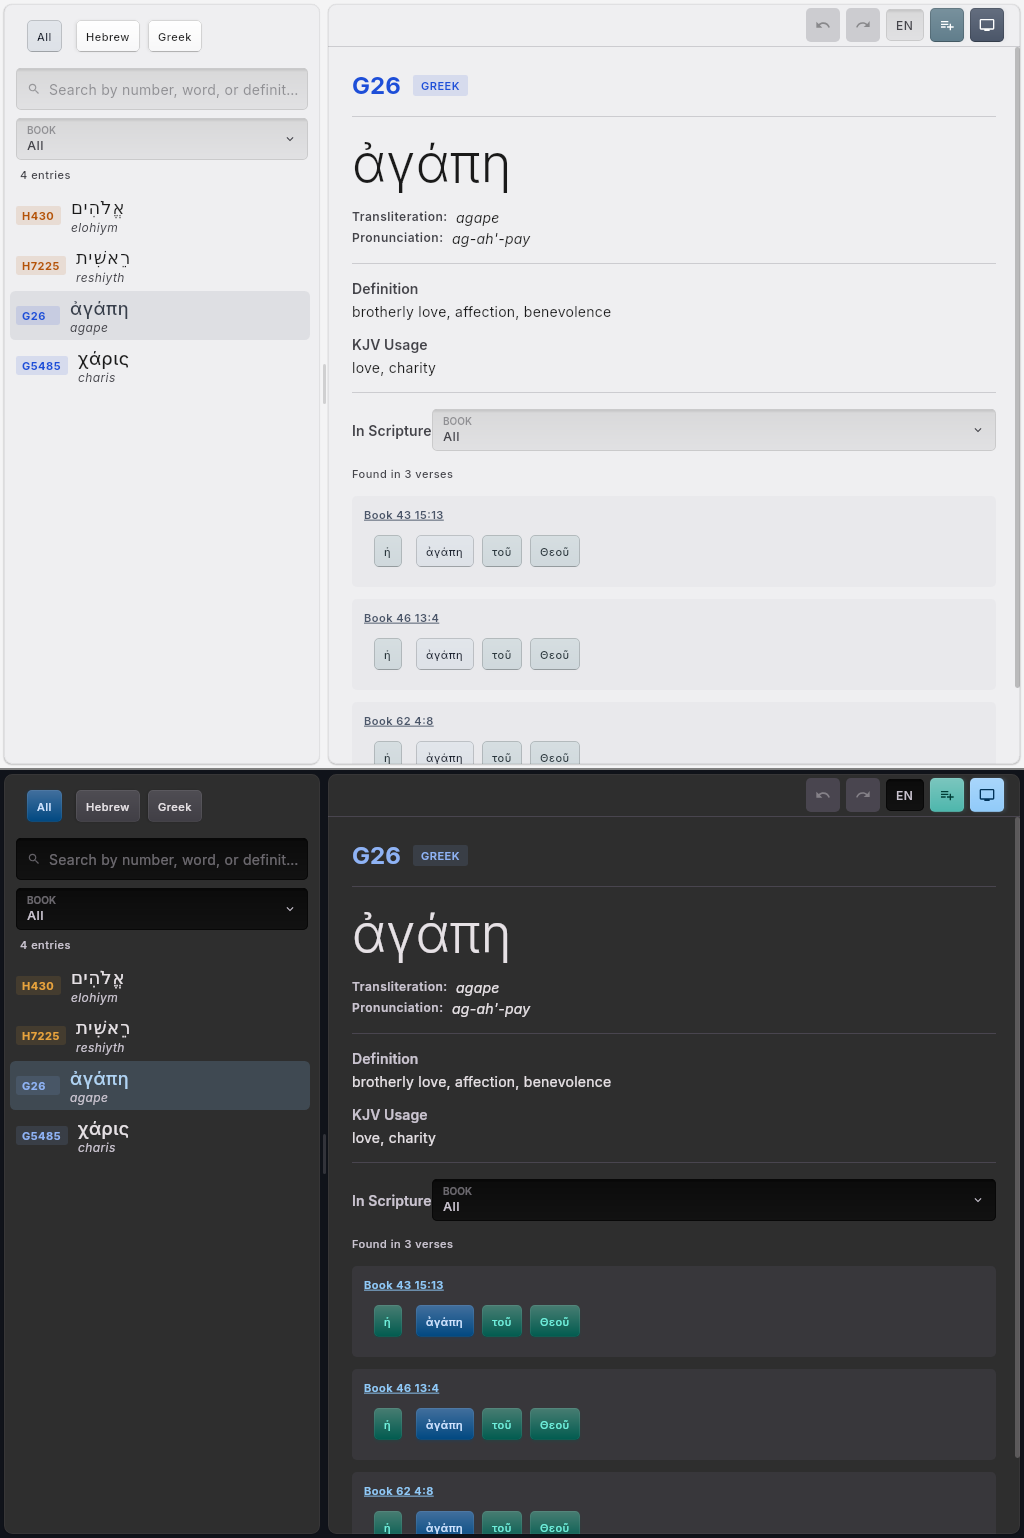 All Hebrew Greek
Search by number, word, or definit...
BOOK
All
4 entries
H430 אֱלֹהִים
elohiym
H7225 רֵאשִׁית
reshiyth
G26 ἀγάπη
agape
G5485 χάρις
charis
EN
G26 GREEK
ἀγάπη
Transliteration: agape
Pronunciation: ag-ah'-pay
Definition
brotherly love, affection, benevolence
KJV Usage
love, charity
In Scripture
BOOK
All
Found in 3 verses
Book 43 15:13
ἡ ἀγάπη τοῦ Θεοῦ
Book 46 13:4
ἡ ἀγάπη τοῦ Θεοῦ
Book 62 4:8
ἡ ἀγάπη τοῦ Θεοῦ
All Hebrew Greek
Search by number, word, or definit...
BOOK
All
4 entries
H430 אֱלֹהִים
elohiym
H7225 רֵאשִׁית
reshiyth
G26 ἀγάπη
agape
G5485 χάρις
charis
EN
G26 GREEK
ἀγάπη
Transliteration: agape
Pronunciation: ag-ah'-pay
Definition
brotherly love, affection, benevolence
KJV Usage
love, charity
In Scripture
BOOK
All
Found in 3 verses
Book 43 15:13
ἡ ἀγάπη τοῦ Θεοῦ
Book 46 13:4
ἡ ἀγάπη τοῦ Θεοῦ
Book 62 4:8
ἡ ἀγάπη τοῦ Θεοῦ